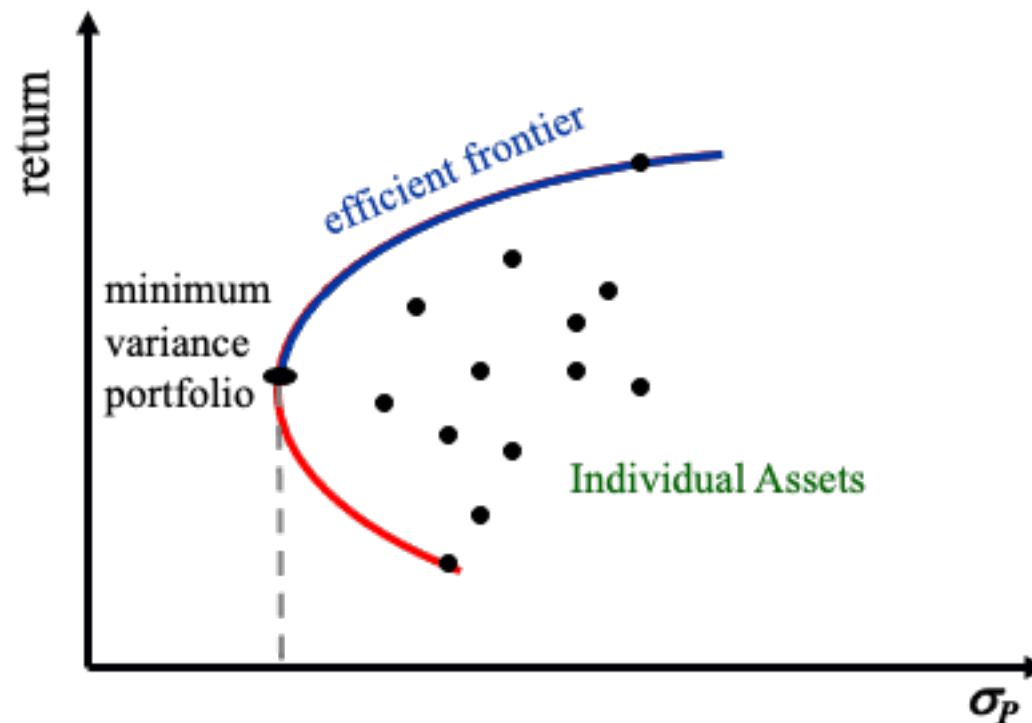 return
efficient frontier
minimum
variance
portfolio
Individual Assets
σP